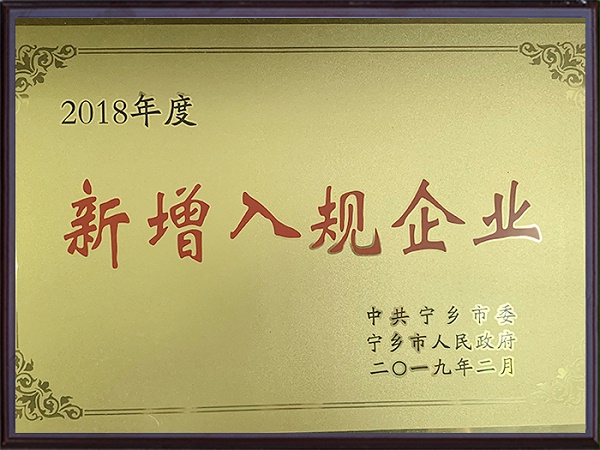 2018年度
新增入规企业
中共宁乡市委
宁乡市人民政府
二〇一九年二月